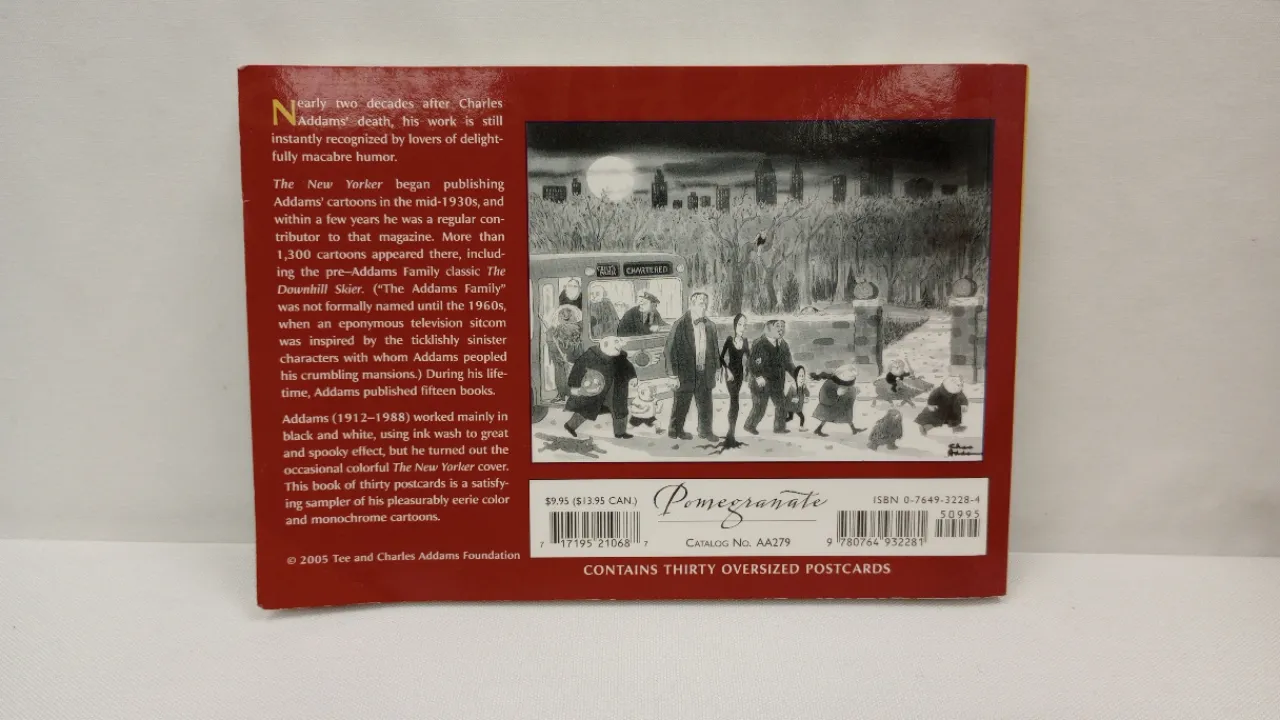 Nearly two decades after Charles
Addams' death, his work is still
instantly recognized by lovers of delight-
fully macabre humor.
The New Yorker began publishing
Addams' cartoons in the mid-1930s, and
within a few years he was a regular con-
tributor to that magazine. More than
1,300 cartoons appeared there, includ-
ing the pre–Addams Family classic The
Downhill Skier. ("The Addams Family"
was not formally named until the 1960s,
when an eponymous television sitcom
was inspired by the ticklishly sinister
characters with whom Addams peopled
his crumbling mansions.) During his life-
time, Addams published fifteen books.
Addams (1912–1988) worked mainly in
black and white, using ink wash to great
and spooky effect, but he turned out the
occasional colorful The New Yorker cover.
This book of thirty postcards is a satisfy-
ing sampler of his pleasurably eerie color
and monochrome cartoons.
© 2005 Tee and Charles Addams Foundation
CHARTERED
$9.95 ($13.95 CAN.)
Pomegranate
ISBN 0-7649-3228-4
50995
7 17195 21068 7
CATALOG NO. AA279
9 780764 932281
CONTAINS THIRTY OVERSIZED POSTCARDS